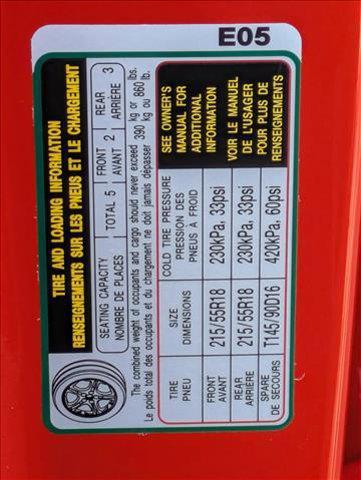 E05
TIRE AND LOADING INFORMATION
RENSEIGNEMENTS SUR LES PNEUS ET LE CHARGEMENT
SEATING CAPACITY TOTAL 5 FRONT 2 REAR 3
NOMBRE DE PLACES AVANT ARRIÈRE
The combined weight of occupants and cargo should never exceed 390 kg or 860 lbs.
Le poids total des occupants et du chargement ne doit jamais dépasser 390 kg ou 860 lb.
TIRE SIZE COLD TIRE PRESSURE
PNEU DIMENSIONS PRESSION DES
PNEUS À FROID
FRONT
AVANT 215/55R18 230kPa, 33psi
REAR
ARRIÈRE 215/55R18 230kPa, 33psi
SPARE
DE SECOURS T145/90D16 420kPa, 60psi
SEE OWNER'S
MANUAL FOR
ADDITIONAL
INFORMATION
VOIR LE MANUEL
DE L'USAGER
POUR PLUS DE
RENSEIGNEMENTS